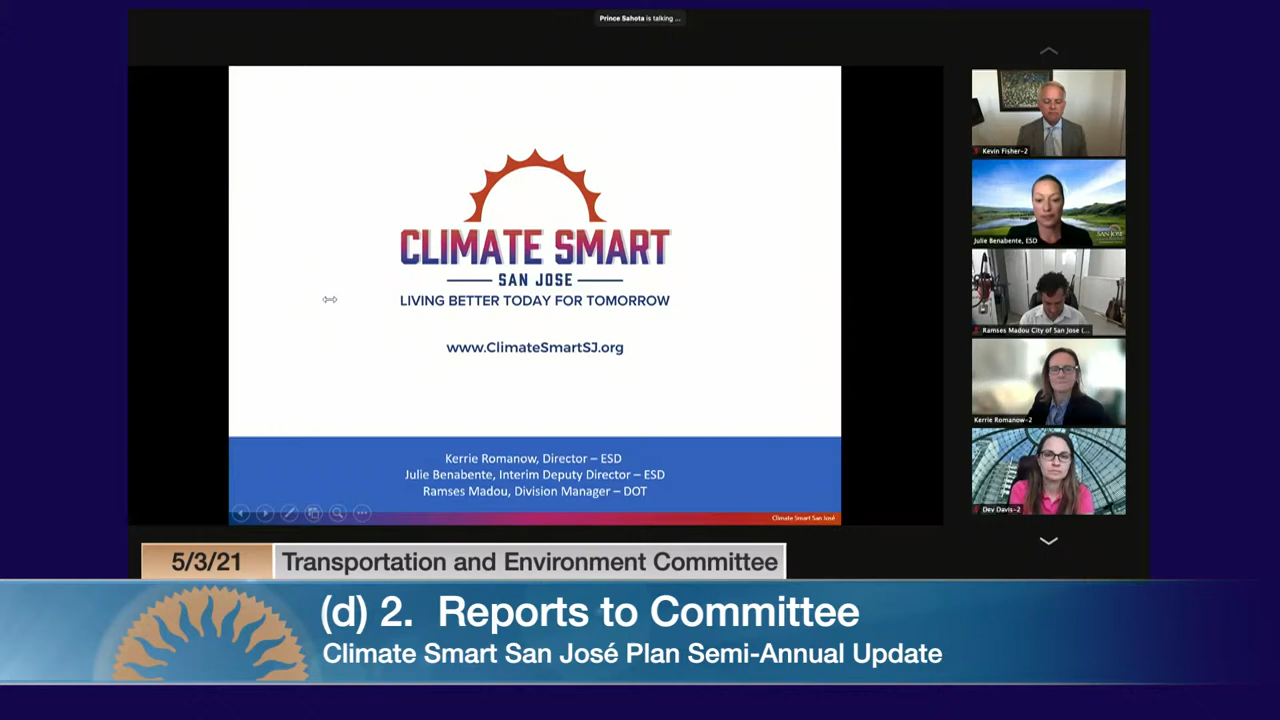 Prince Sahota is talking ...
CLIMATE SMART
SAN JOSE
LIVING BETTER TODAY FOR TOMORROW
www.ClimateSmartSJ.org
Kerrie Romanow, Director – ESD
Julie Benabente, Interim Deputy Director – ESD
Ramses Madou, Division Manager – DOT
Climate Smart San José
Kevin Fisher-2
Julie Benabente, ESD
SAN JOSE
Ramses Madou City of San Jose (...
Kerrie Romanow-2
Dev Davis-2
5/3/21
Transportation and Environment Committee
(d) 2. Reports to Committee
Climate Smart San José Plan Semi-Annual Update